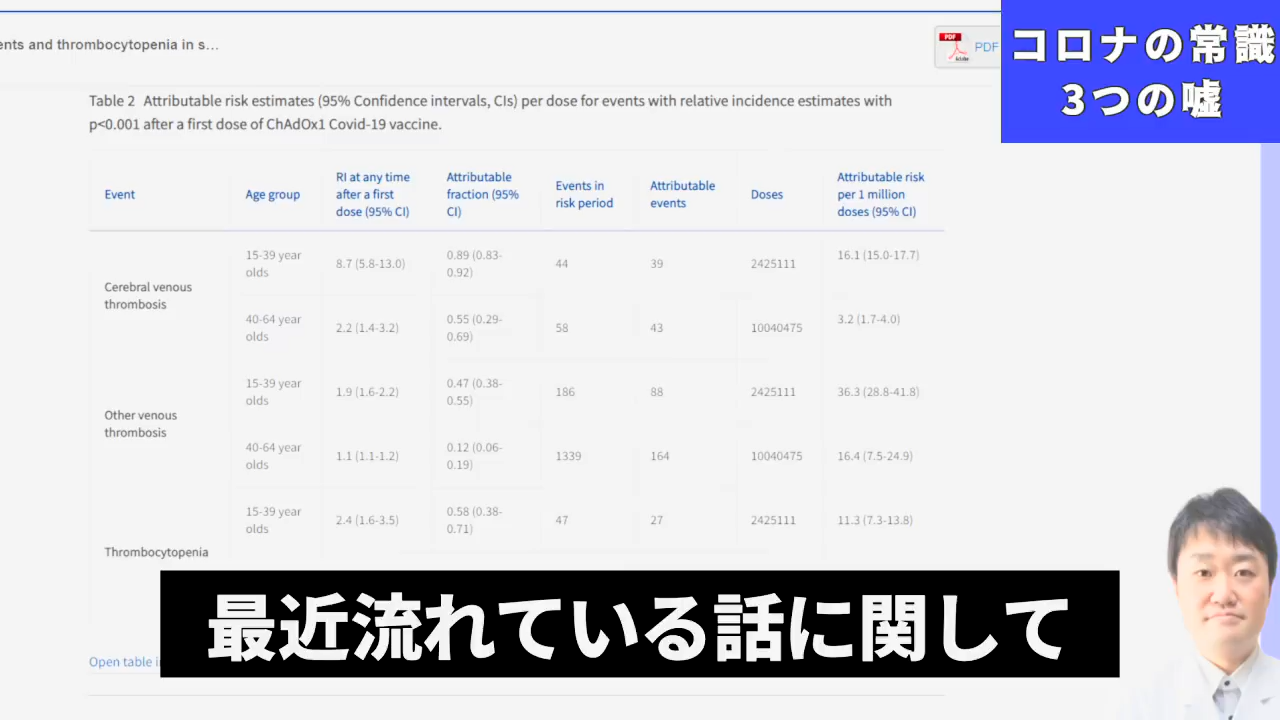 ents and thrombocytopenia in s...
PDF
PDF
コロナの常識
3つの嘘
Table 2 Attributable risk estimates (95% Confidence intervals, CIs) per dose for events with relative incidence estimates with
p<0.001 after a first dose of ChAdOx1 Covid-19 vaccine.
Event
Age group
RI at any time
after a first
dose (95% CI)
Attributable
fraction (95%
CI)
Events in
risk period
Attributable
events
Doses
Attributable risk
per 1 million
doses (95% CI)
Cerebral venous
thrombosis
15-39 year
olds
8.7 (5.8-13.0)
0.89 (0.83-
0.92)
44
39
2425111
16.1 (15.0-17.7)
40-64 year
olds
2.2 (1.4-3.2)
0.55 (0.29-
0.69)
58
43
10040475
3.2 (1.7-4.0)
Other venous
thrombosis
15-39 year
olds
1.9 (1.6-2.2)
0.47 (0.38-
0.55)
186
88
2425111
36.3 (28.8-41.8)
40-64 year
olds
1.1 (1.1-1.2)
0.12 (0.06-
0.19)
1339
164
10040475
16.4 (7.5-24.9)
Thrombocytopenia
15-39 year
olds
2.4 (1.6-3.5)
0.58 (0.38-
0.71)
47
27
2425111
11.3 (7.3-13.8)
最近流れている話に関して
Open table i